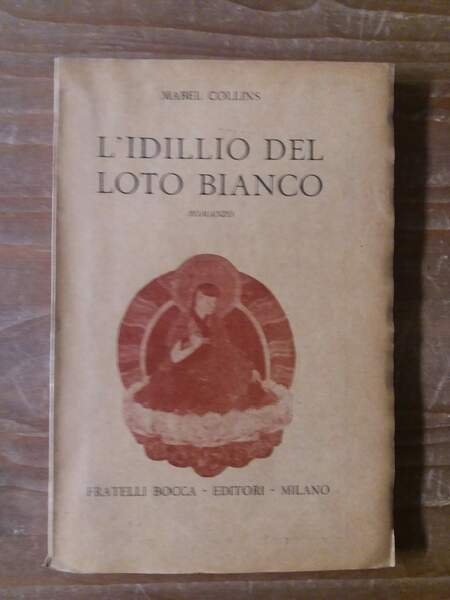 MABEL COLLINS
L'IDILLIO DEL
LOTO BIANCO
ROMANZO
FRATELLI BOCCA - EDITORI - MILANO